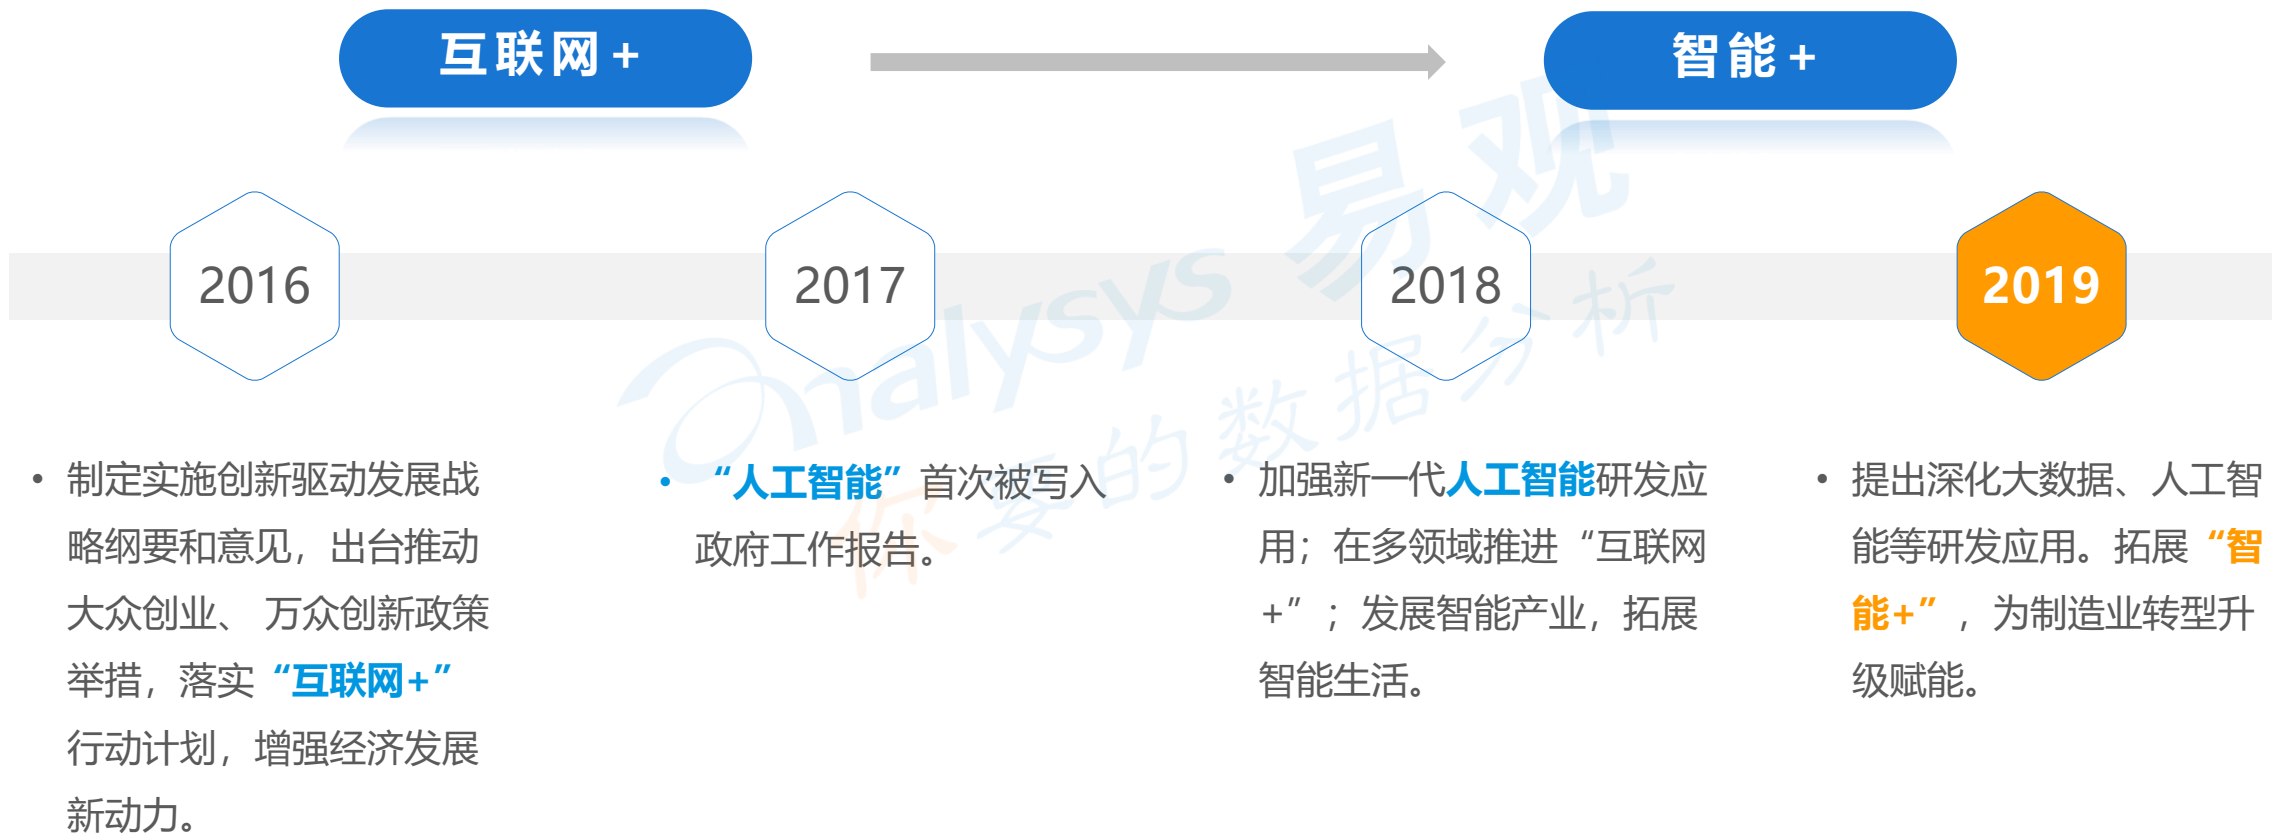 互联网+
智能+
2016
2017
2018
2019
• 制定实施创新驱动发展战
略纲要和意见，出台推动
大众创业、 万众创新政策
举措，落实“互联网+”
行动计划，增强经济发展
新动力。
• “人工智能”首次被写入
政府工作报告。
• 加强新一代人工智能研发应
用；在多领域推进“互联网
+”；发展智能产业，拓展
智能生活。
• 提出深化大数据、人工智
能等研发应用。拓展“智
能+”，为制造业转型升
级赋能。
analysys 易观
你要的数据分析